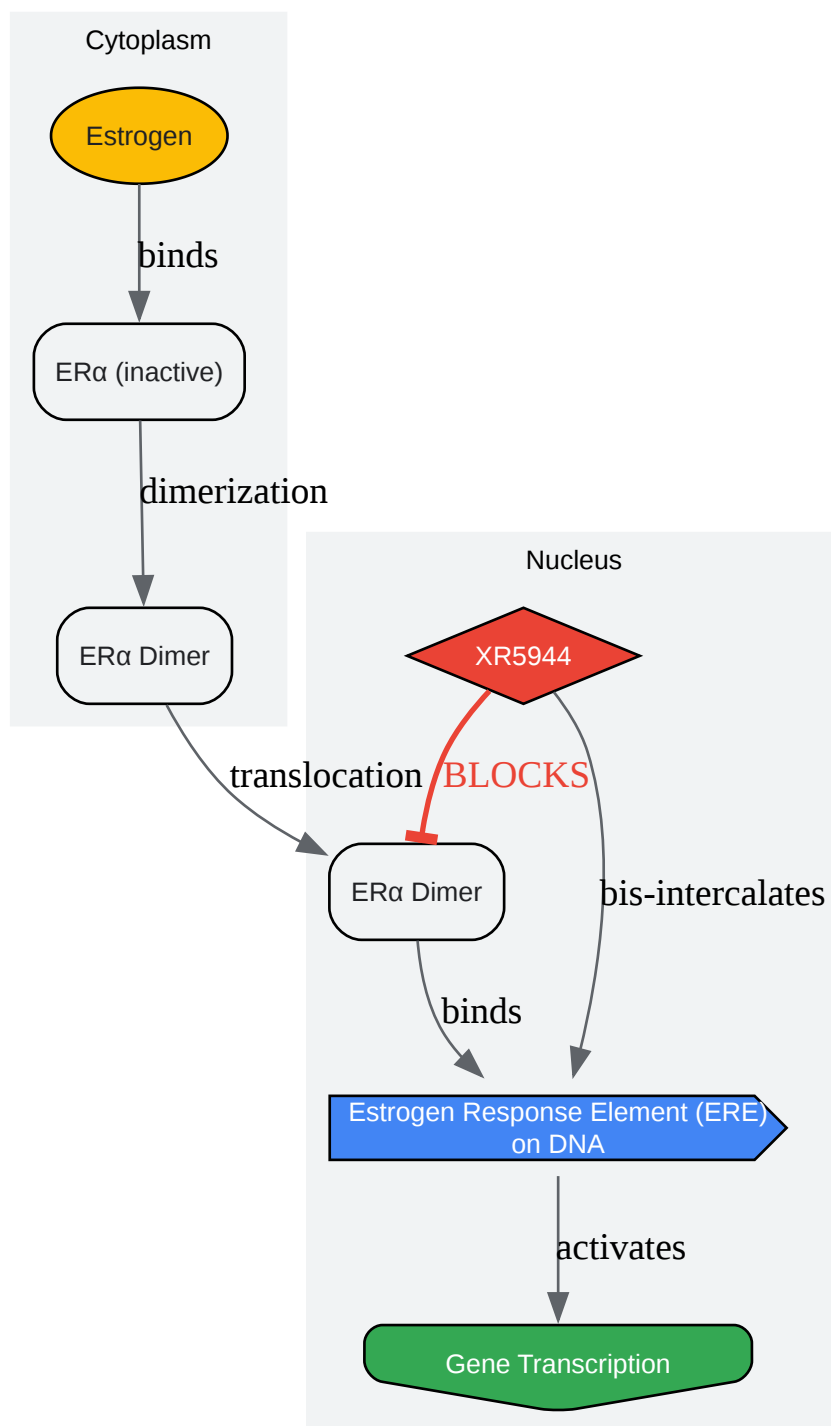 Cytoplasm
Estrogen
binds
ERα (inactive)
dimerization
Nucleus
ERα Dimer
XR5944
translocation
BLOCKS
ERα Dimer
bis-intercalates
binds
Estrogen Response Element (ERE)
on DNA
activates
Gene Transcription